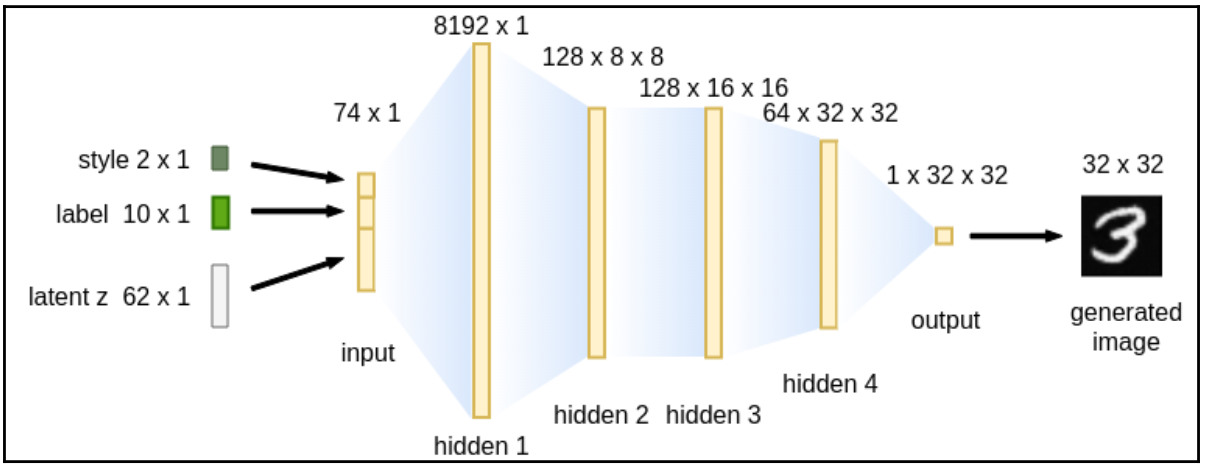 8192 x 1
128 x 8 x 8
128 x 16 x 16
74 x 1
64 x 32 x 32
style 2 x 1
1 x 32 x 32
32 x 32
label 10 x 1
latent z 62 x 1
input
output
generated
image
hidden 4
hidden 2
hidden 3
hidden 1